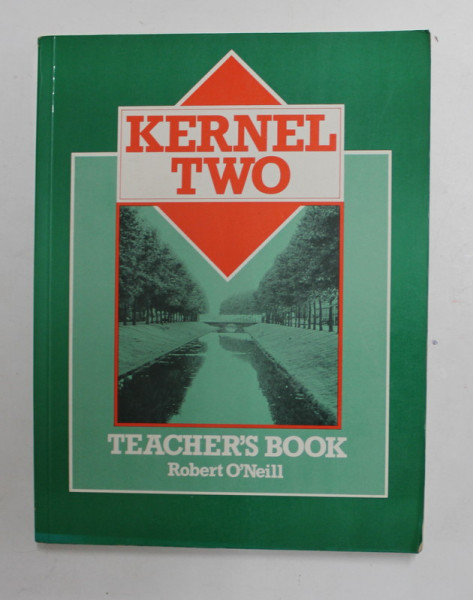 KERNEL
TWO
TEACHER'S BOOK
Robert O'Neill